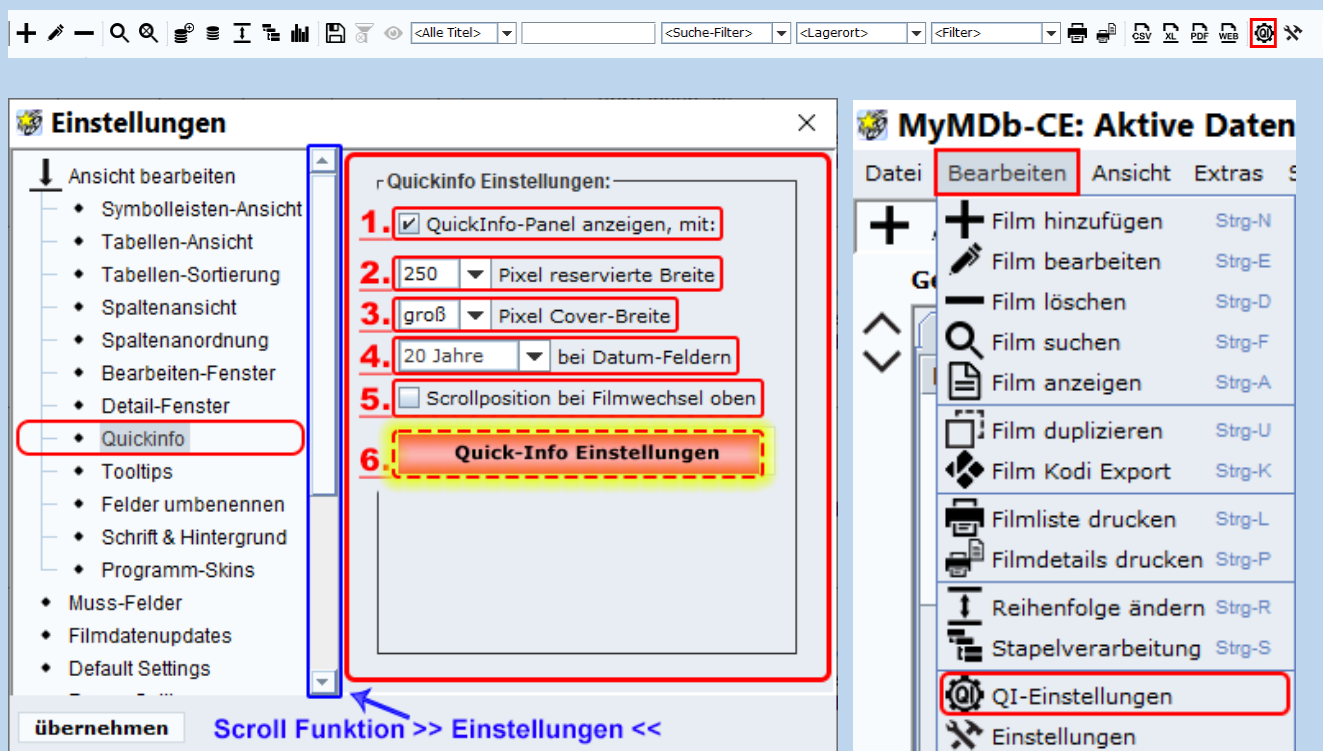 <Alle Titel> <Suche-Filter> <Lagerort> <Filter> CSV XL PDF WEB QI
Einstellungen
Ansicht bearbeiten
Symbolleisten-Ansicht
Tabellen-Ansicht
Tabellen-Sortierung
Spaltenansicht
Spaltenanordnung
Bearbeiten-Fenster
Detail-Fenster
Quickinfo
Tooltips
Felder umbenennen
Schrift & Hintergrund
Programm-Skins
Muss-Felder
Filmdatenupdates
Default Settings
Quickinfo Einstellungen:
1. QuickInfo-Panel anzeigen, mit:
2. 250 Pixel reservierte Breite
3. groß Pixel Cover-Breite
4. 20 Jahre bei Datum-Feldern
5. Scrollposition bei Filmwechsel oben
6. Quick-Info Einstellungen
übernehmen
Scroll Funktion >> Einstellungen <<
MyMDb-CE: Aktive Daten
Datei Bearbeiten Ansicht Extras
Film hinzufügen Strg-N
Film bearbeiten Strg-E
Film löschen Strg-D
Film suchen Strg-F
Film anzeigen Strg-A
Film duplizieren Strg-U
Film Kodi Export Strg-K
Filmliste drucken Strg-L
Filmdetails drucken Strg-P
Reihenfolge ändern Strg-R
Stapelverarbeitung Strg-S
QI QI-Einstellungen
Einstellungen